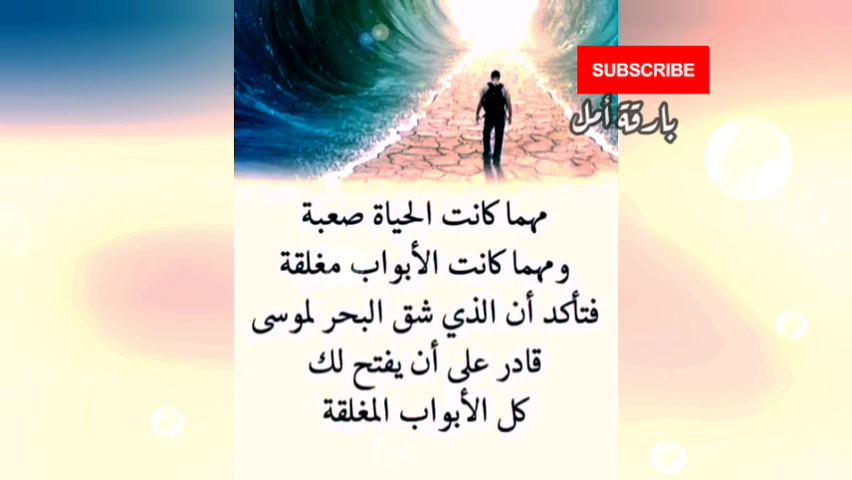 SUBSCRIBE
بارقة أمل
مهما كانت الحياة صعبة
ومهما كانت الأبواب مغلقة
فتأكد أن الذي شق البحر لموسى
قادر على أن يفتح لك
كل الأبواب المغلقة